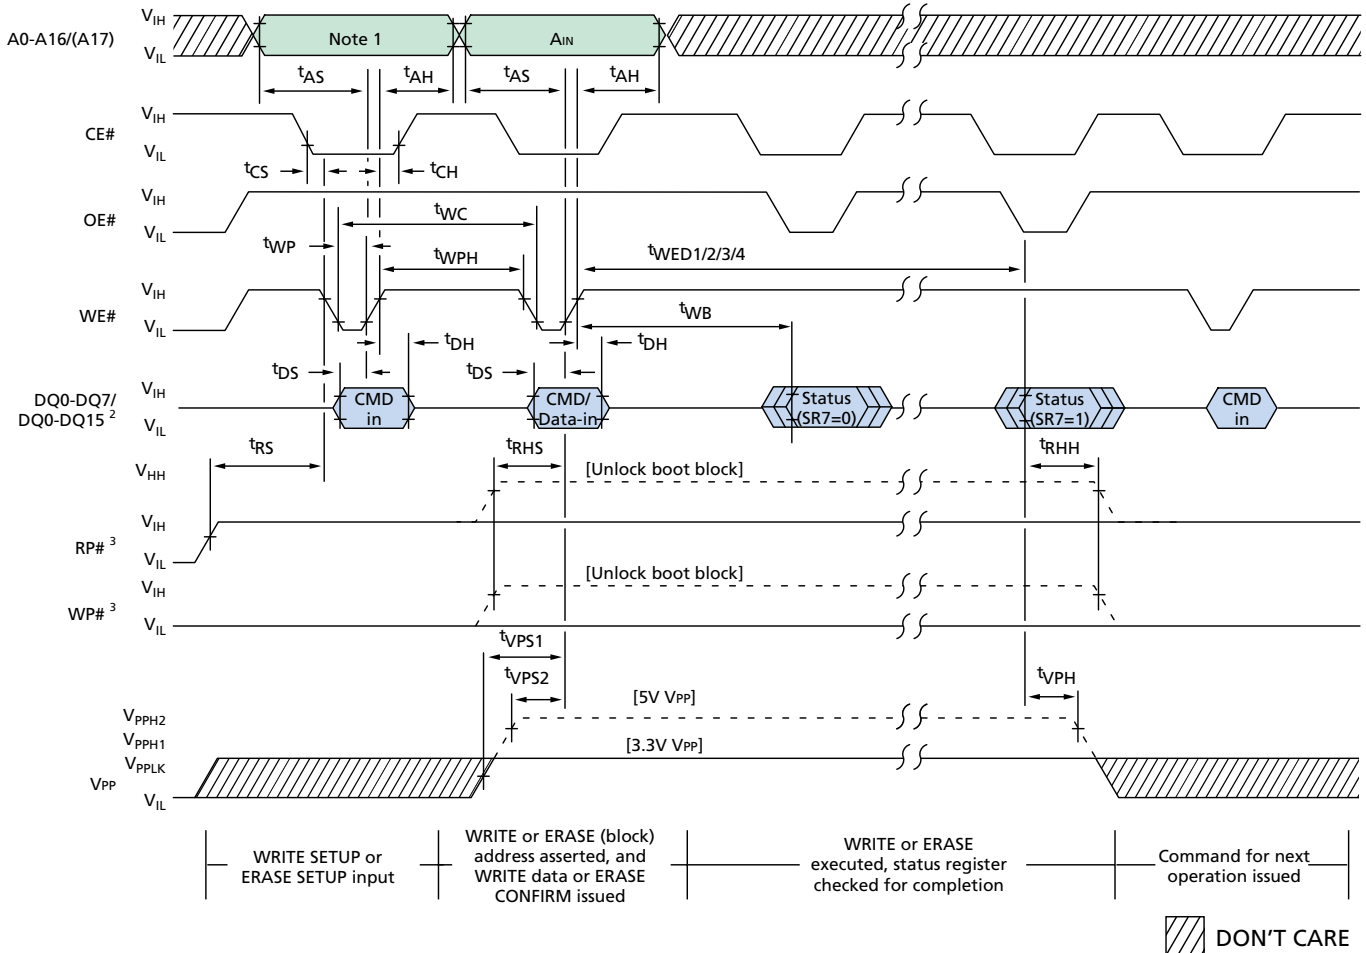 A0-A16/(A17)
VIH
VIL
Note 1
AIN
tAS
tAH
tAS
tAH
CE#
VIH
VIL
tCS
tCH
OE#
VIH
VIL
tWC
tWP
tWPH
tWED1/2/3/4
WE#
VIH
VIL
tWB
tDH
tDH
tDS
tDS
DQ0-DQ7/
DQ0-DQ15 2
VIH
VIL
CMD
in
CMD/
Data-in
Status
(SR7=0)
Status
(SR7=1)
CMD
in
tRS
tRHS
tRHH
VHH
[Unlock boot block]
RP# 3
VIH
VIL
[Unlock boot block]
WP# 3
VIH
VIL
tVPS1
tVPS2
tVPH
[5V VPP]
VPPH2
VPPH1
[3.3V VPP]
VPPLK
VPP
VIL
WRITE SETUP or
ERASE SETUP input
WRITE or ERASE (block)
address asserted, and
WRITE data or ERASE
CONFIRM issued
WRITE or ERASE
executed, status register
checked for completion
Command for next
operation issued
DON'T CARE